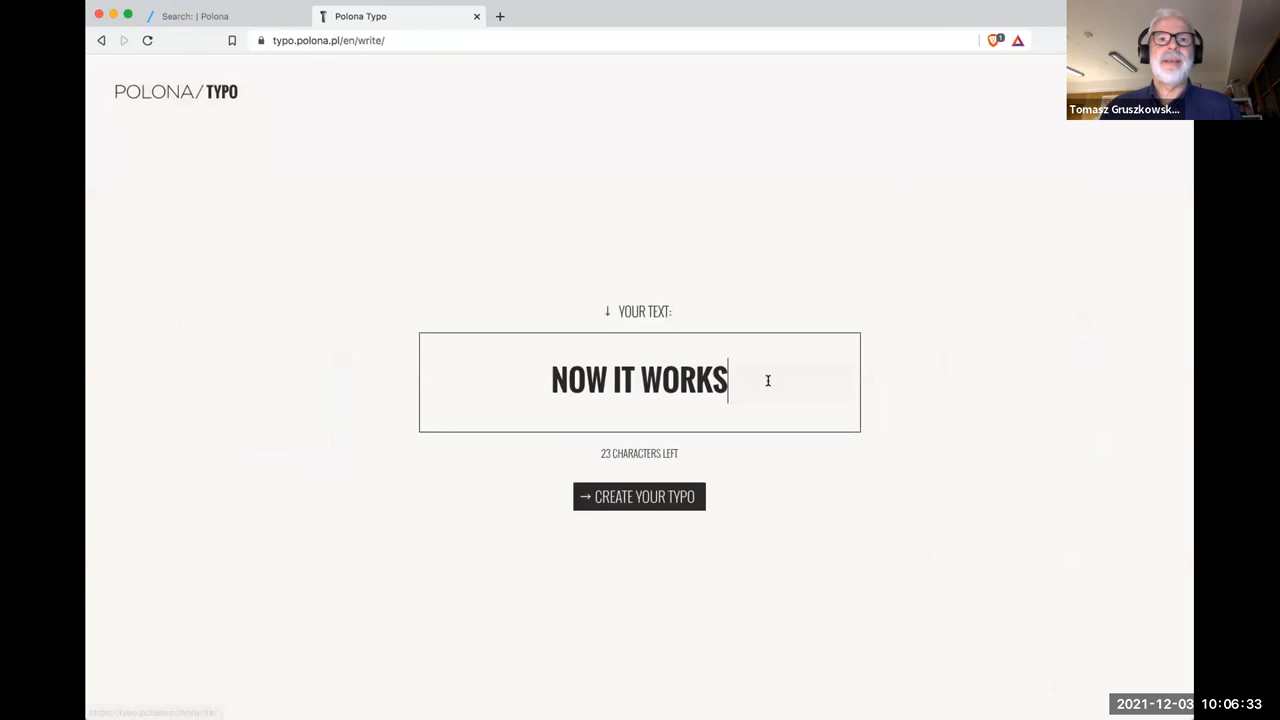 Search: | Polona
Polona Typo
typo.polona.pl/en/write/
1
POLONA/TYPO
Tomasz Gruszkowsk...
↓ YOUR TEXT:
NOW IT WORKS
23 CHARACTERS LEFT
→ CREATE YOUR TYPO
2021-12-03 10:06:33